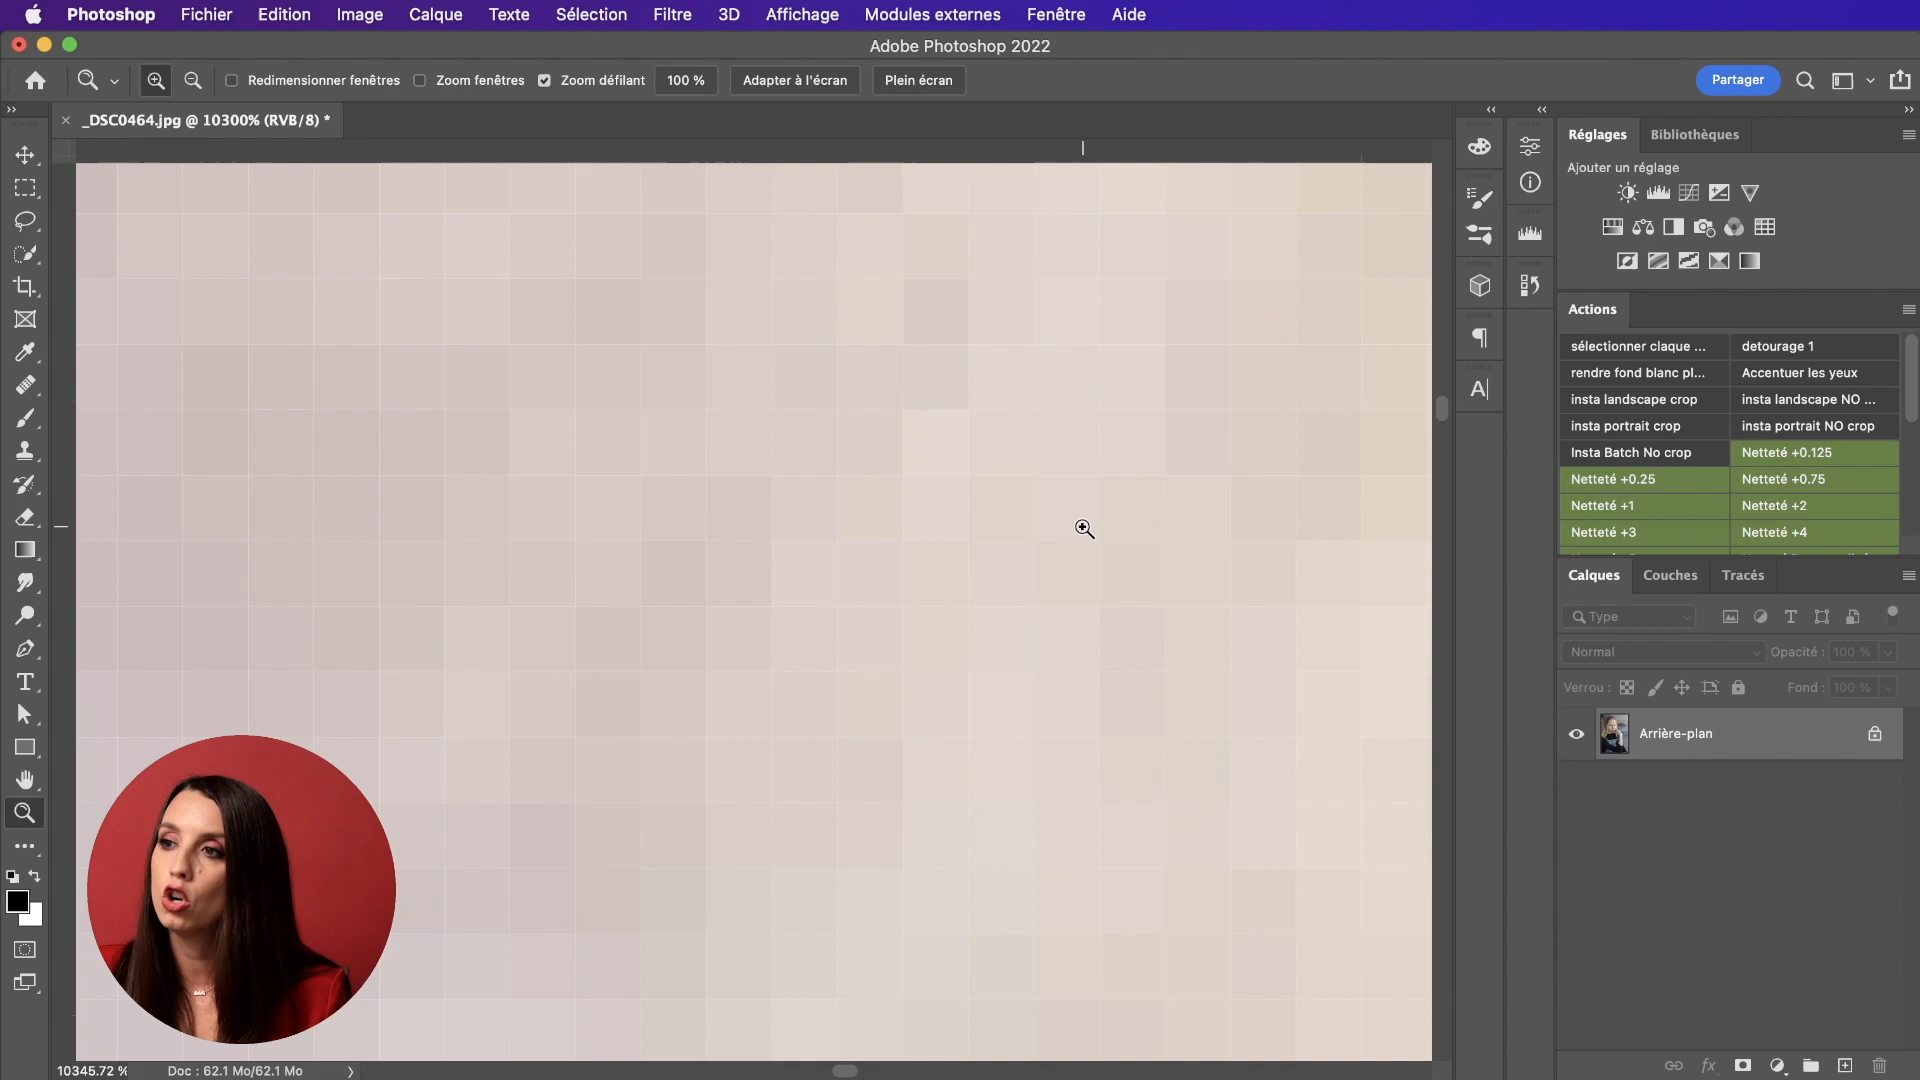 Photoshop Fichier Edition Image Calque Texte Sélection Filtre 3D Affichage Modules externes Fenêtre Aide
Adobe Photoshop 2022
Redimensionner fenêtres Zoom fenêtres Zoom défilant 100 % Adapter à l'écran Plein écran Partager
_DSC0464.jpg @ 10300% (RVB/8) *
Réglages Bibliothèques
Ajouter un réglage
Actions
sélectionner claque ... detourage 1
rendre fond blanc pl... Accentuer les yeux
insta landscape crop insta landscape NO ...
insta portrait crop insta portrait NO crop
Insta Batch No crop Netteté +0.125
Netteté +0.25 Netteté +0.75
Netteté +1 Netteté +2
Netteté +3 Netteté +4
Calques Couches Tracés
Type
Normal Opacité : 100 %
Verrou : Fond : 100 %
Arrière-plan
fx
10345.72 % Doc : 62.1 Mo/62.1 Mo